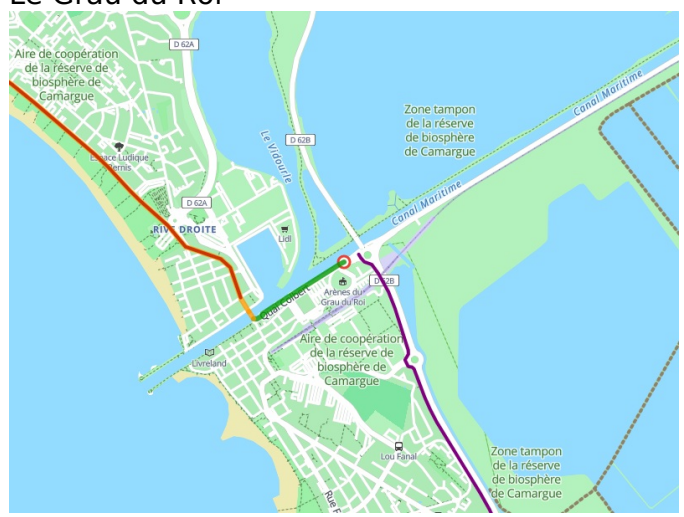 Le Grau du Roi
D 62A
Aire de coopération
de la réserve de
biosphère de
Camargue
Canal Maritime
Zone tampon
de la réserve
de biosphère
de Camargue
Le Vidourle
D 62B
Espace Ludique
Bernis
D 62A
Canal Maritime
RIVE DROITE
Lidl
D 62B
Arènes du
Grau du Roi
Quai Colbert
Aire de coopération
de la réserve de
biosphère de
Camargue
Livreland
Lou Fanal
Zone tampon
de la réserve
de biosphère
de Camargue
Rue F